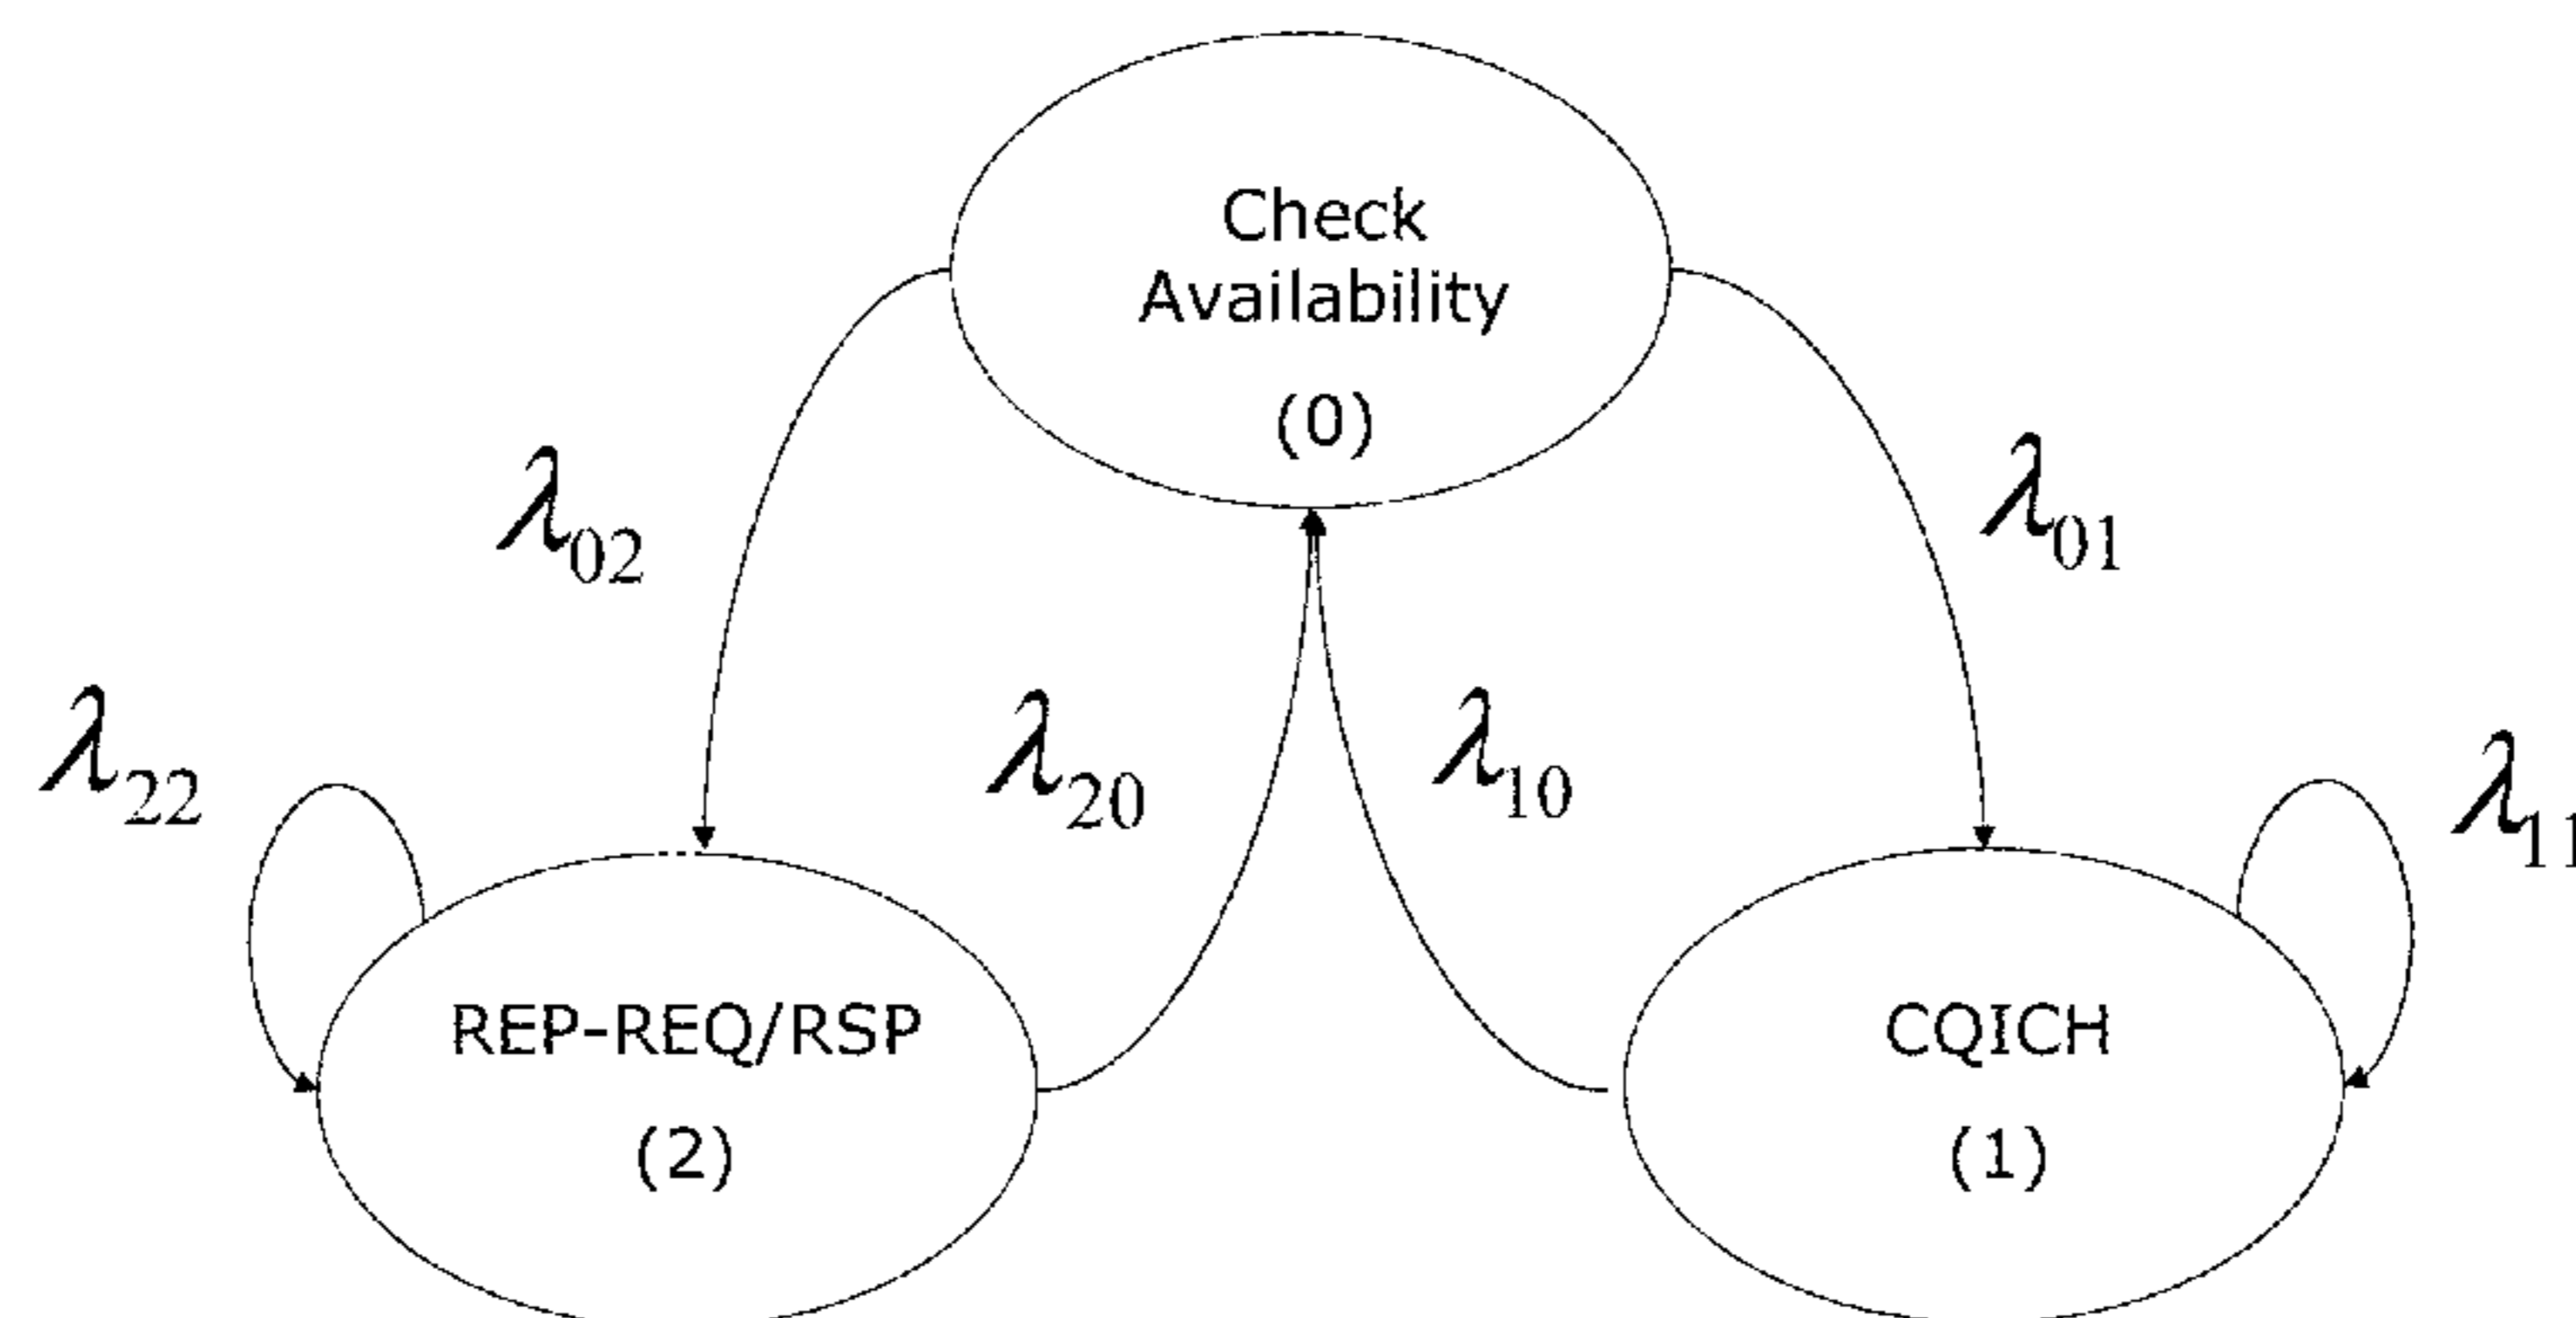 Check
Availability
(0)
λ02
λ01
λ22
λ20
λ10
λ11
REP-REQ/RSP
(2)
CQICH
(1)